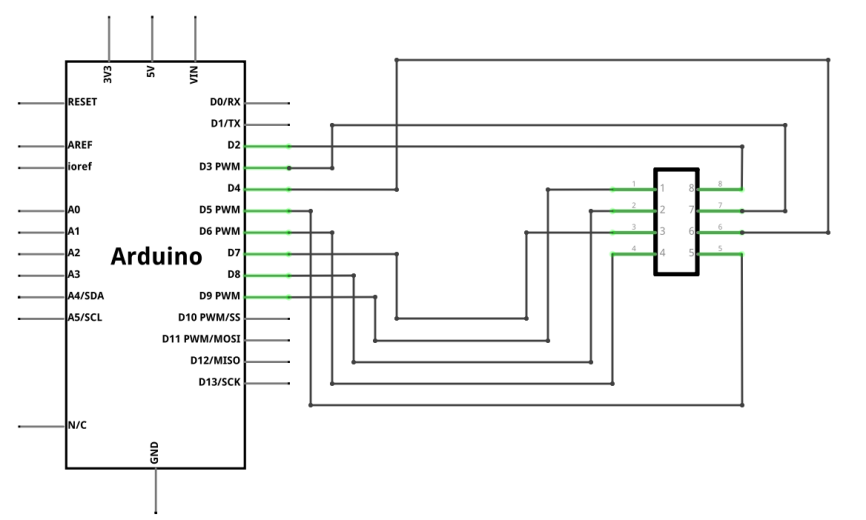 3V3
5V
VIN
RESET
AREF
ioref
A0
A1
A2
A3
A4/SDA
A5/SCL
N/C
GND
Arduino
D0/RX
D1/TX
D2
D3 PWM
D4
D5 PWM
D6 PWM
D7
D8
D9 PWM
D10 PWM/SS
D11 PWM/MOSI
D12/MISO
D13/SCK
1 1 8 8
2 2 7 7
3 3 6 6
4 4 5 5